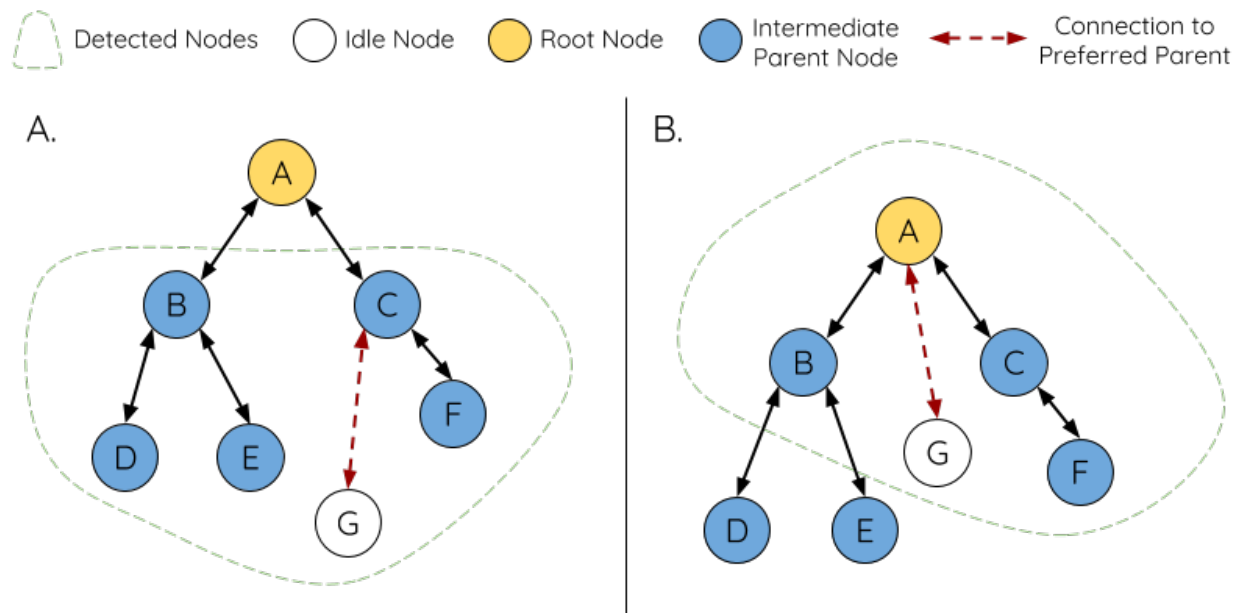 Detected Nodes
Idle Node
Root Node
Intermediate
Parent Node
Connection to
Preferred Parent
A.
A
B
C
D
E
F
G
B.
A
B
C
G
F
D
E